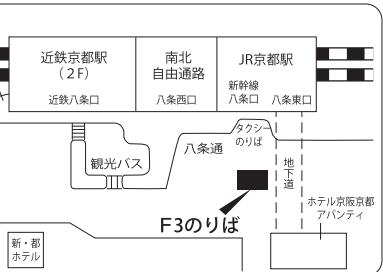 近鉄京都駅
（2F）
近鉄八条口
南北
自由通路
八条西口
JR京都駅
新幹線
八条口
八条東口
タクシー
のりば
八条通
観光バス
地下道
F3のりば
ホテル京阪京都
アバンティ
新・都
ホテル